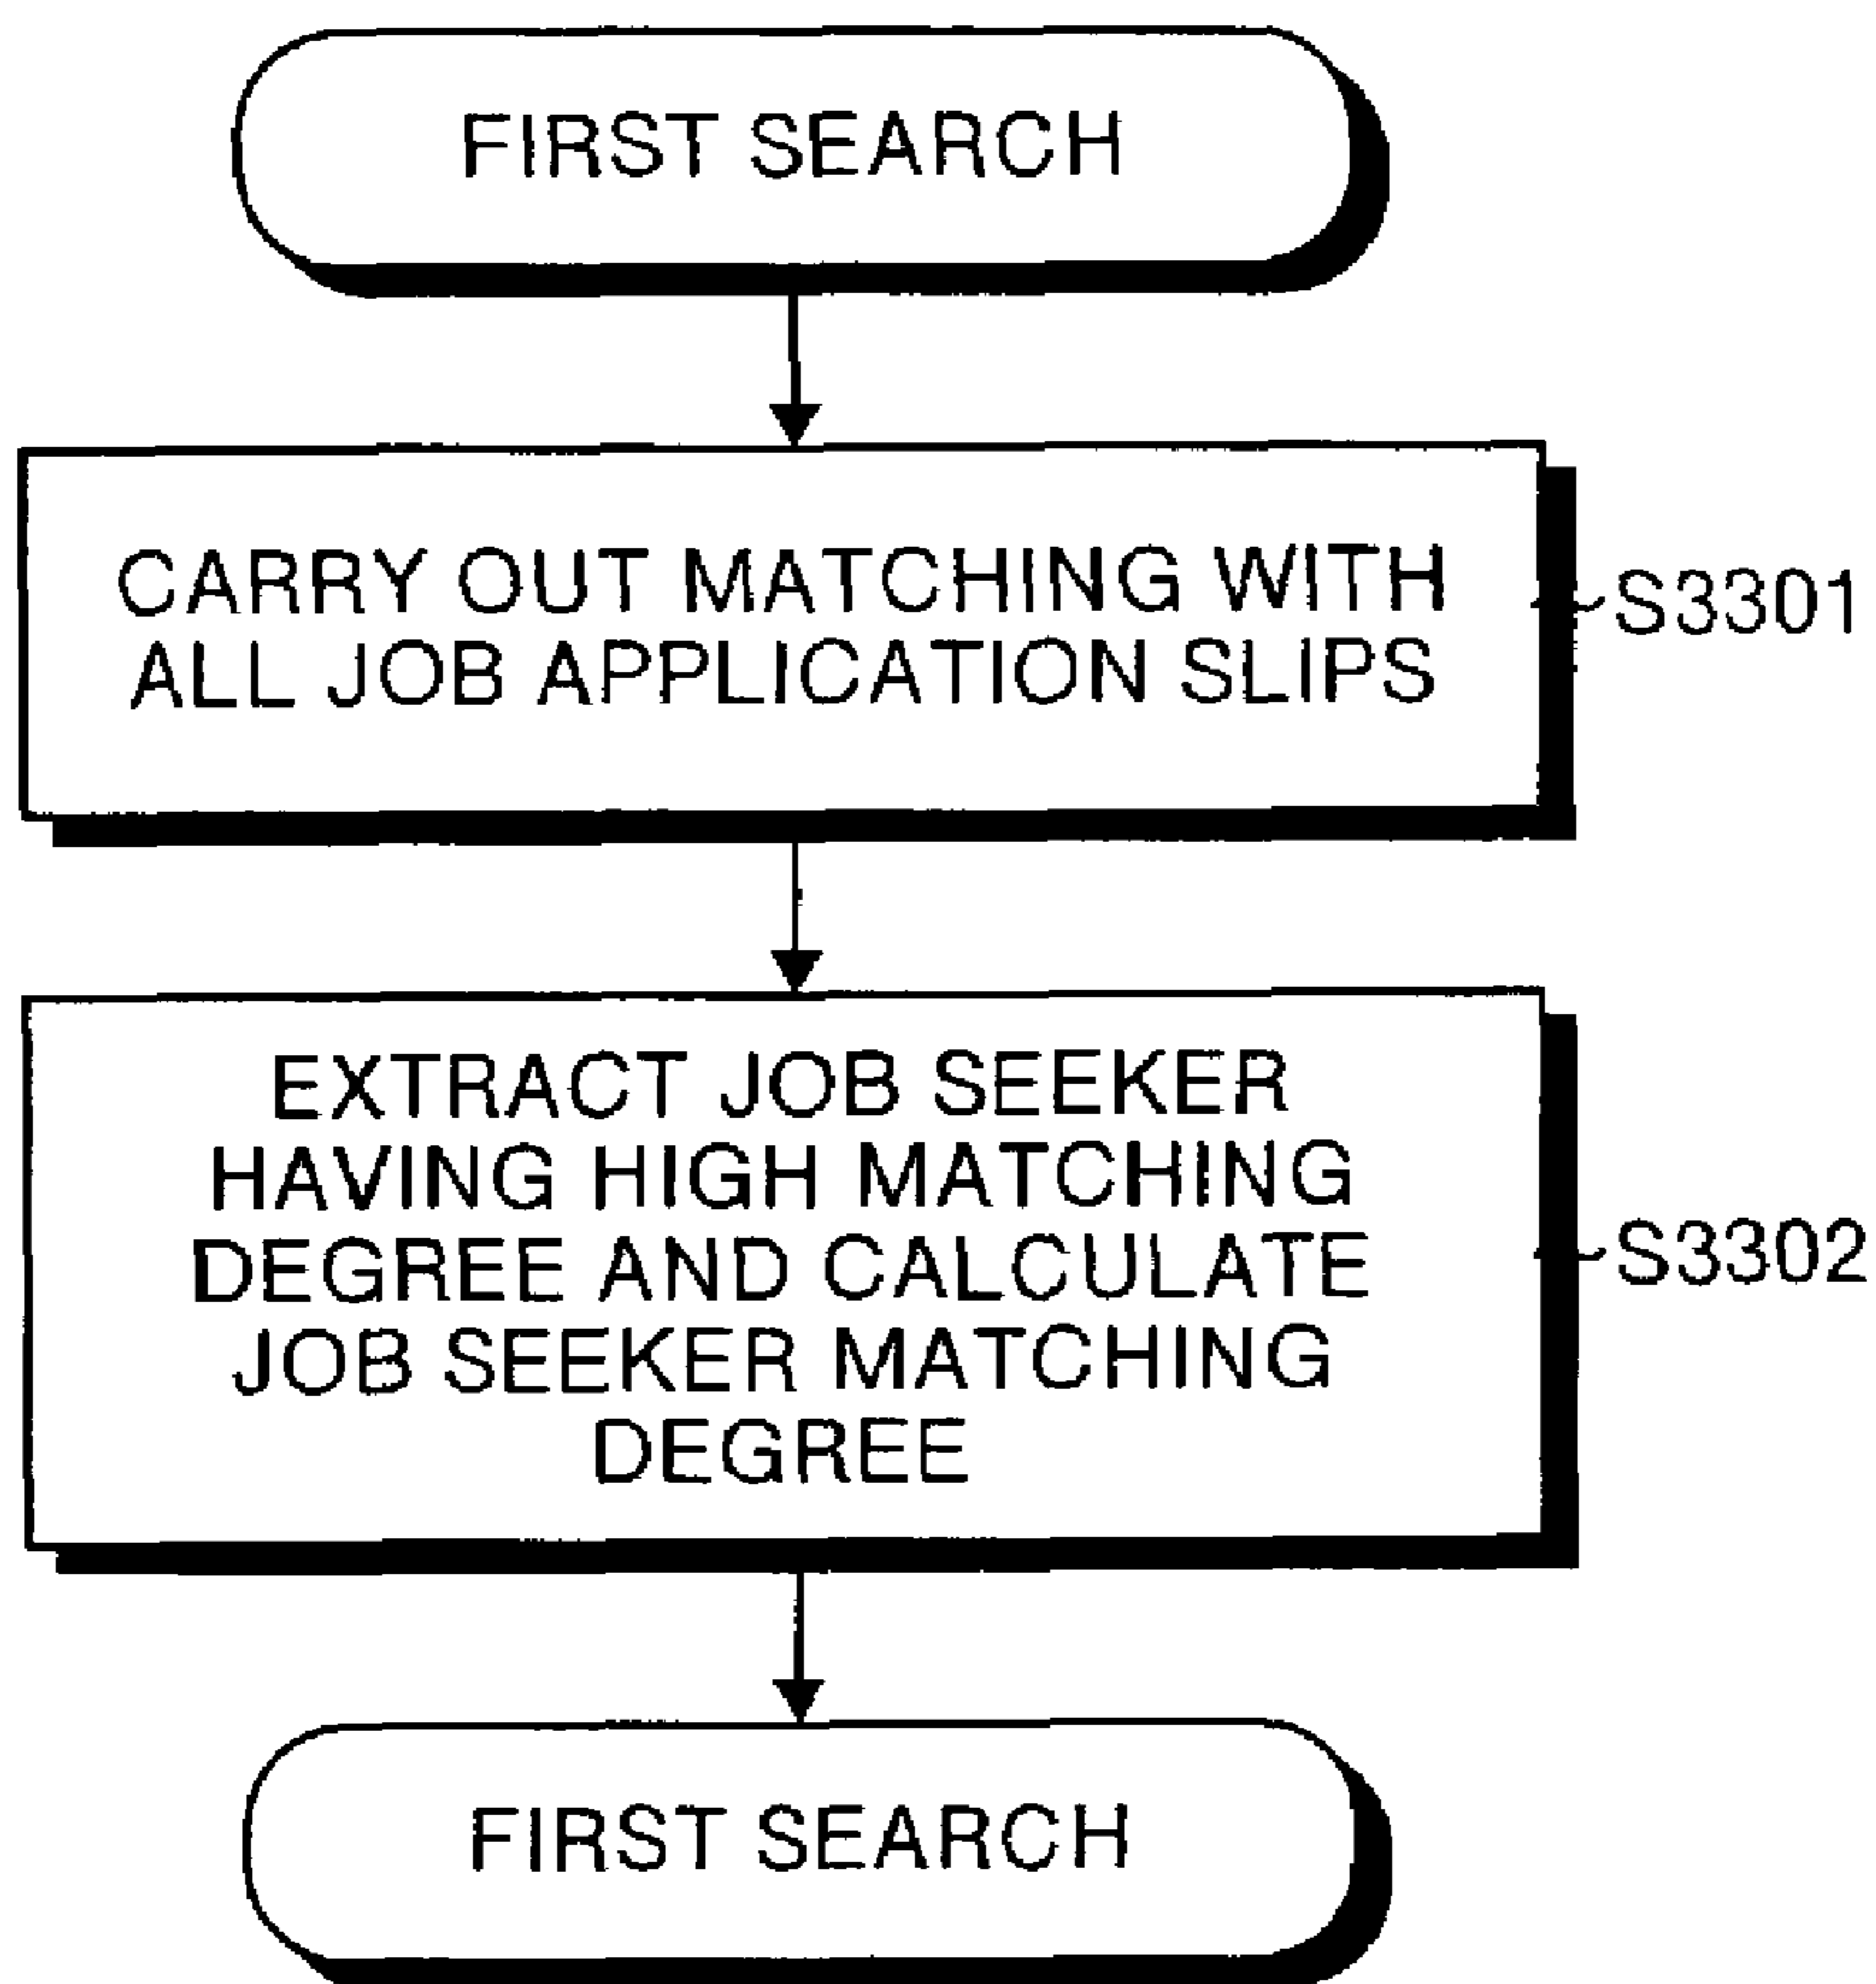 FIRST SEARCH
CARRY OUT MATCHING WITH
ALL JOB APPLICATION SLIPS
S3301
EXTRACT JOB SEEKER
HAVING HIGH MATCHING
DEGREE AND CALCULATE
JOB SEEKER MATCHING
DEGREE
S3302
FIRST SEARCH